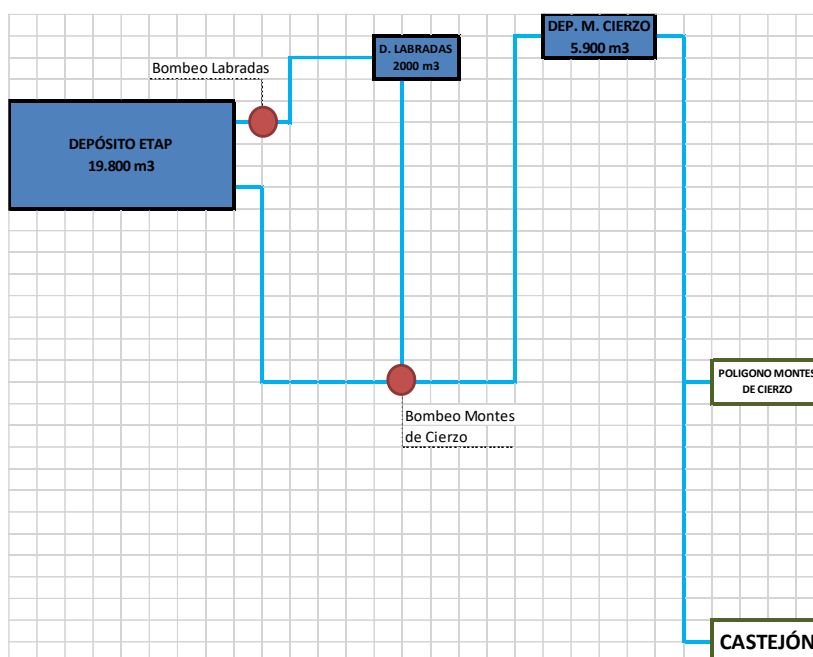 DEP. M. CIERZO
5.900 m3
D. LABRADAS
2000 m3
Bombeo Labradas
DEPÓSITO ETAP
19.800 m3
POLIGONO MONTES
DE CIERZO
Bombeo Montes
de Cierzo
CASTEJÓN